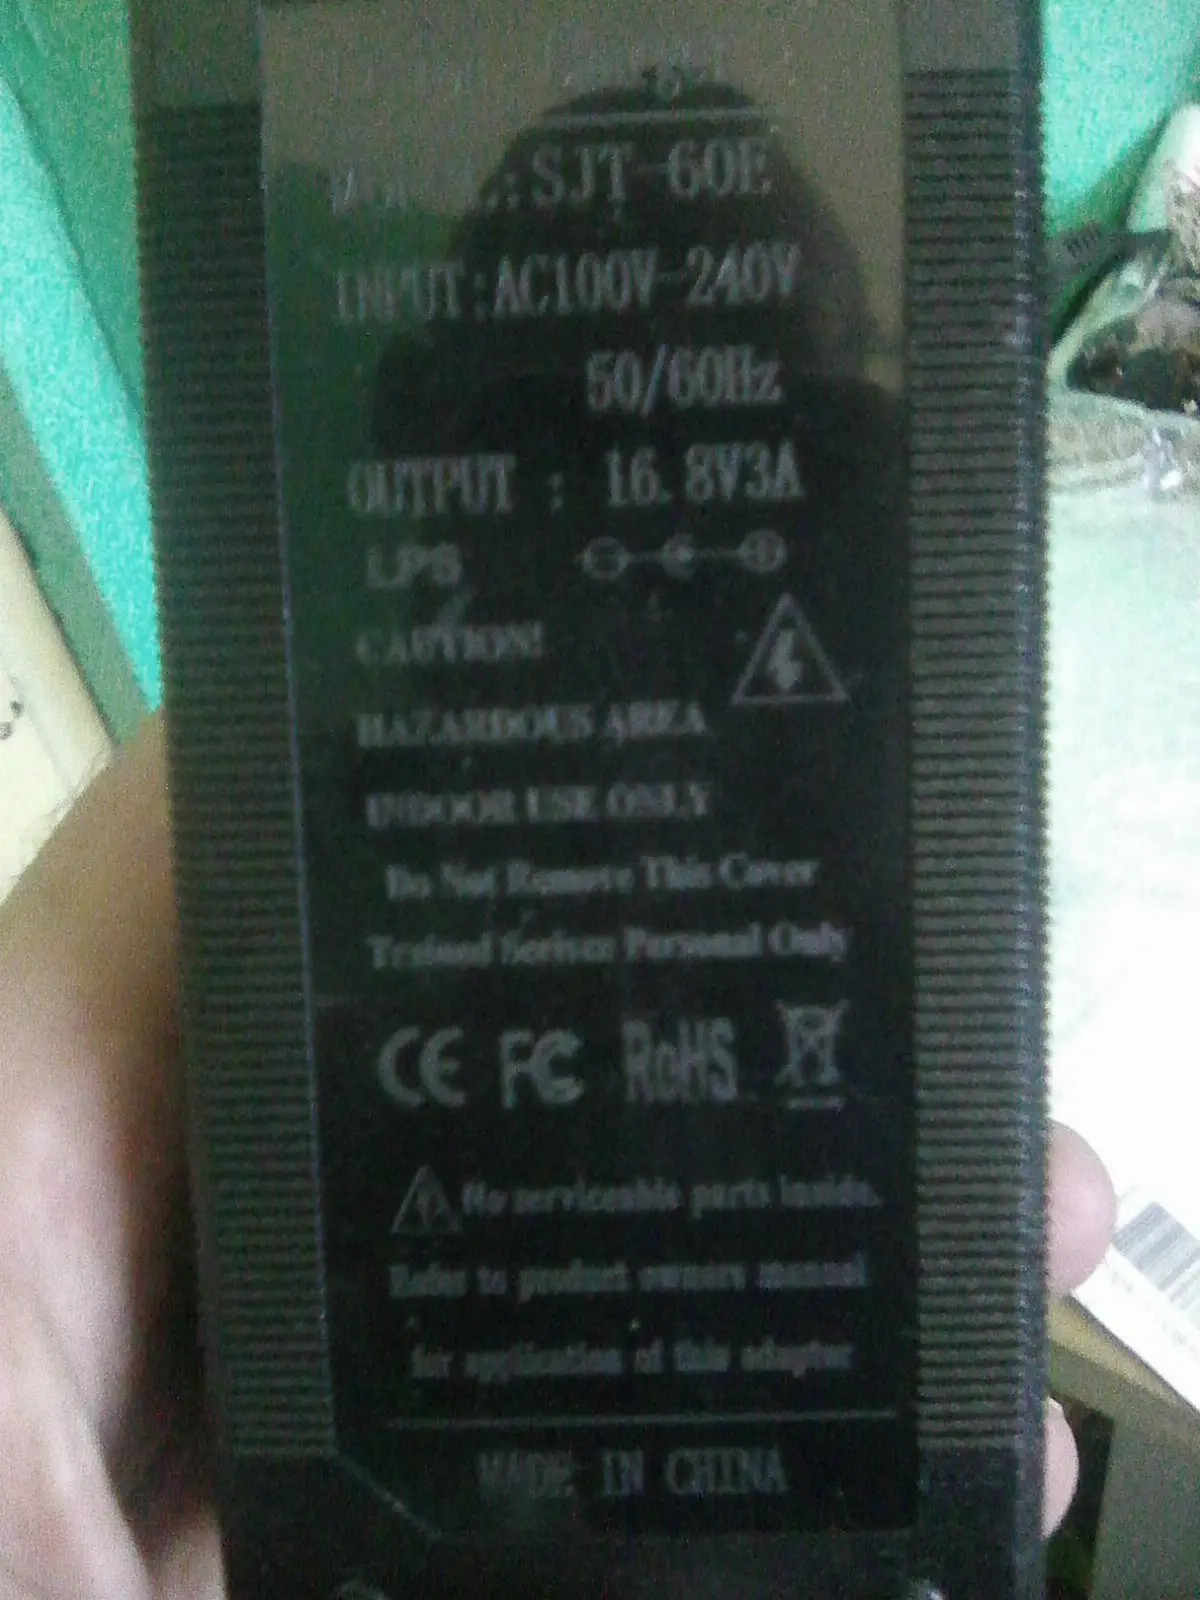 MODEL:SJT-60E
INPUT:AC100V-240V
50/60Hz
OUTPUT : 16.8V3A
LPS
CAUTION!
HAZARDOUS AREA
INDOOR USE ONLY
Do Not Remove This Cover
Trained Serivce Personal Only
CE FC RoHS
No serviceable parts inside.
Refer to product owners manual
for application of this adapter
MADE IN CHINA